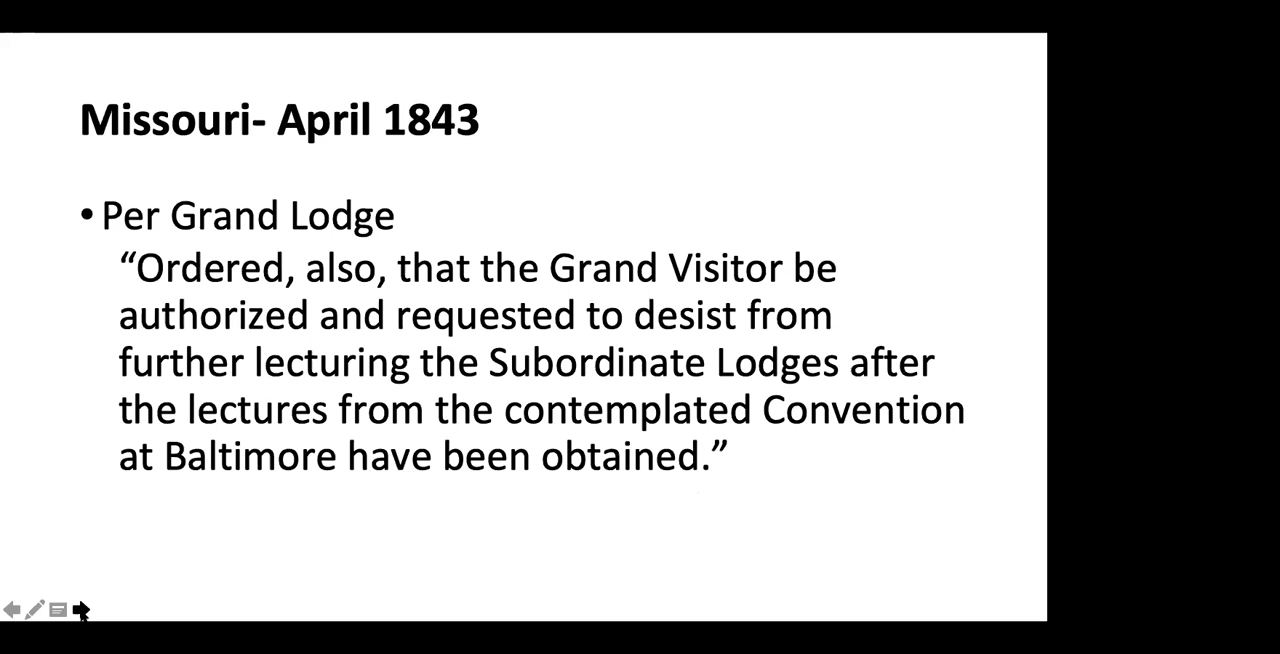 Missouri- April 1843
• Per Grand Lodge
“Ordered, also, that the Grand Visitor be
authorized and requested to desist from
further lecturing the Subordinate Lodges after
the lectures from the contemplated Convention
at Baltimore have been obtained.”